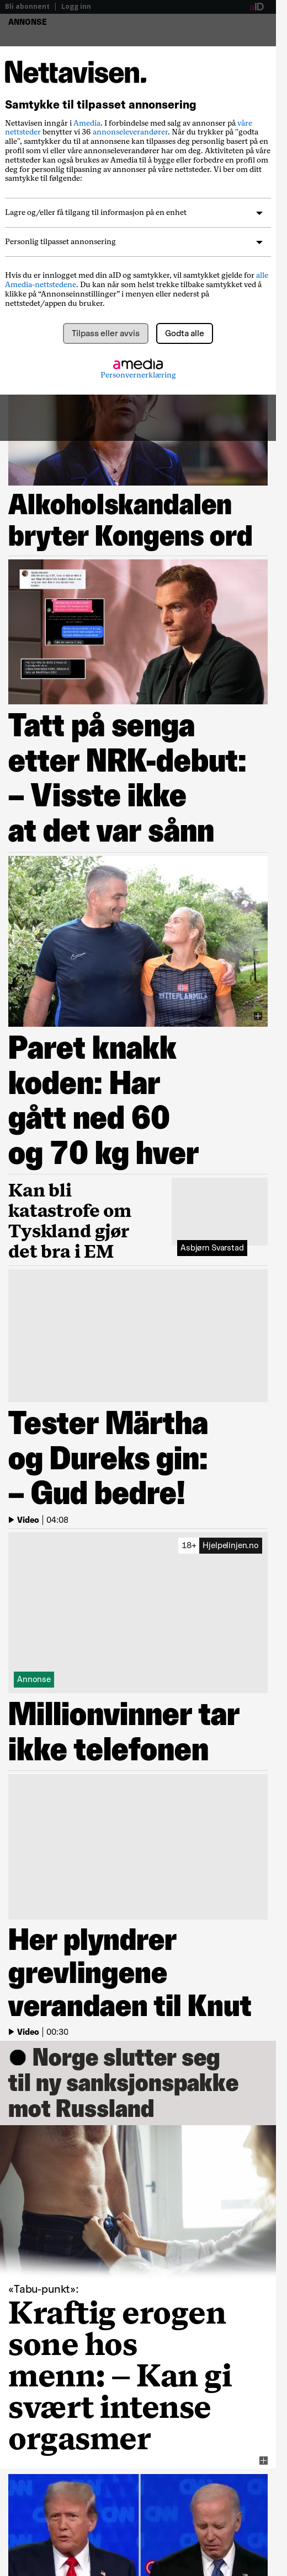 Bli abonnent | Logg inn
aID
ANNONSE
Nettavisen.
Samtykke til tilpasset annonsering
Nettavisen inngår i Amedia. I forbindelse med salg av annonser på våre
nettsteder benytter vi 36 annonseleverandører. Når du trykker på "godta
alle", samtykker du til at annonsene kan tilpasses deg personlig basert på en
profil som vi eller våre annonseleverandører har om deg. Aktiviteten på våre
nettsteder kan også brukes av Amedia til å bygge eller forbedre en profil om
deg for personlig tilpasning av annonser på våre nettsteder. Vi ber om ditt
samtykke til følgende:
Lagre og/eller få tilgang til informasjon på en enhet
Personlig tilpasset annonsering
Hvis du er innlogget med din aID og samtykker, vil samtykket gjelde for alle
Amedia-nettstedene. Du kan når som helst trekke tilbake samtykket ved å
klikke på “Annonseinnstillinger” i menyen eller nederst på
nettstedet/appen du bruker.
Tilpass eller avvis
Godta alle
amedia
Personvernerklæring
Alkoholskandalen
bryter Kongens ord
Tatt på senga
etter NRK-debut:
– Visste ikke
at det var sånn
Paret knakk
koden: Har
gått ned 60
og 70 kg hver
Kan bli
katastrofe om
Tyskland gjør
det bra i EM
Asbjørn Svarstad
Tester Märtha
og Dureks gin:
– Gud bedre!
Video | 04:08
18+ Hjelpelinjen.no
Annonse
Millionvinner tar
ikke telefonen
Her plyndrer
grevlingene
verandaen til Knut
Video | 00:30
Norge slutter seg
til ny sanksjonspakke
mot Russland
«Tabu-punkt»:
Kraftig erogen
sone hos
menn: – Kan gi
svært intense
orgasmer